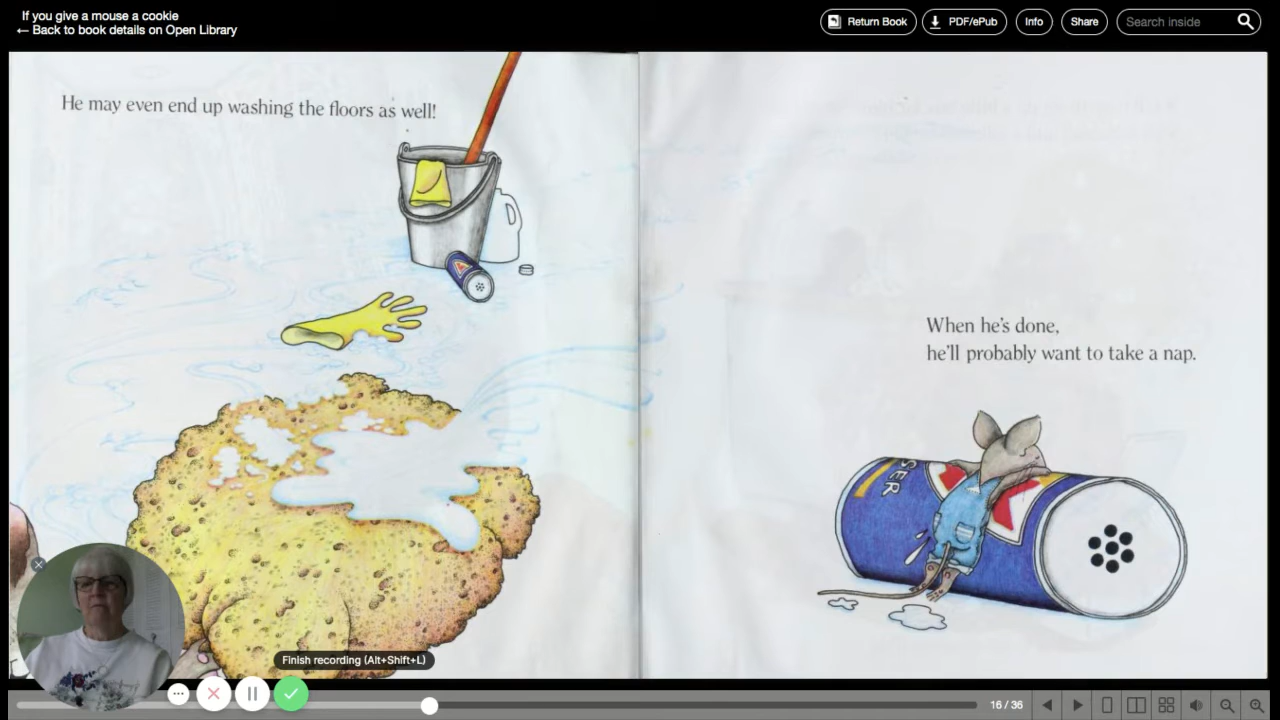 If you give a mouse a cookie
← Back to book details on Open Library
Return Book
PDF/ePub
Info
Share
Search inside
He may even end up washing the floors as well!
When he's done,
he'll probably want to take a nap.
SER
Finish recording (Alt+Shift+L)
16 / 36